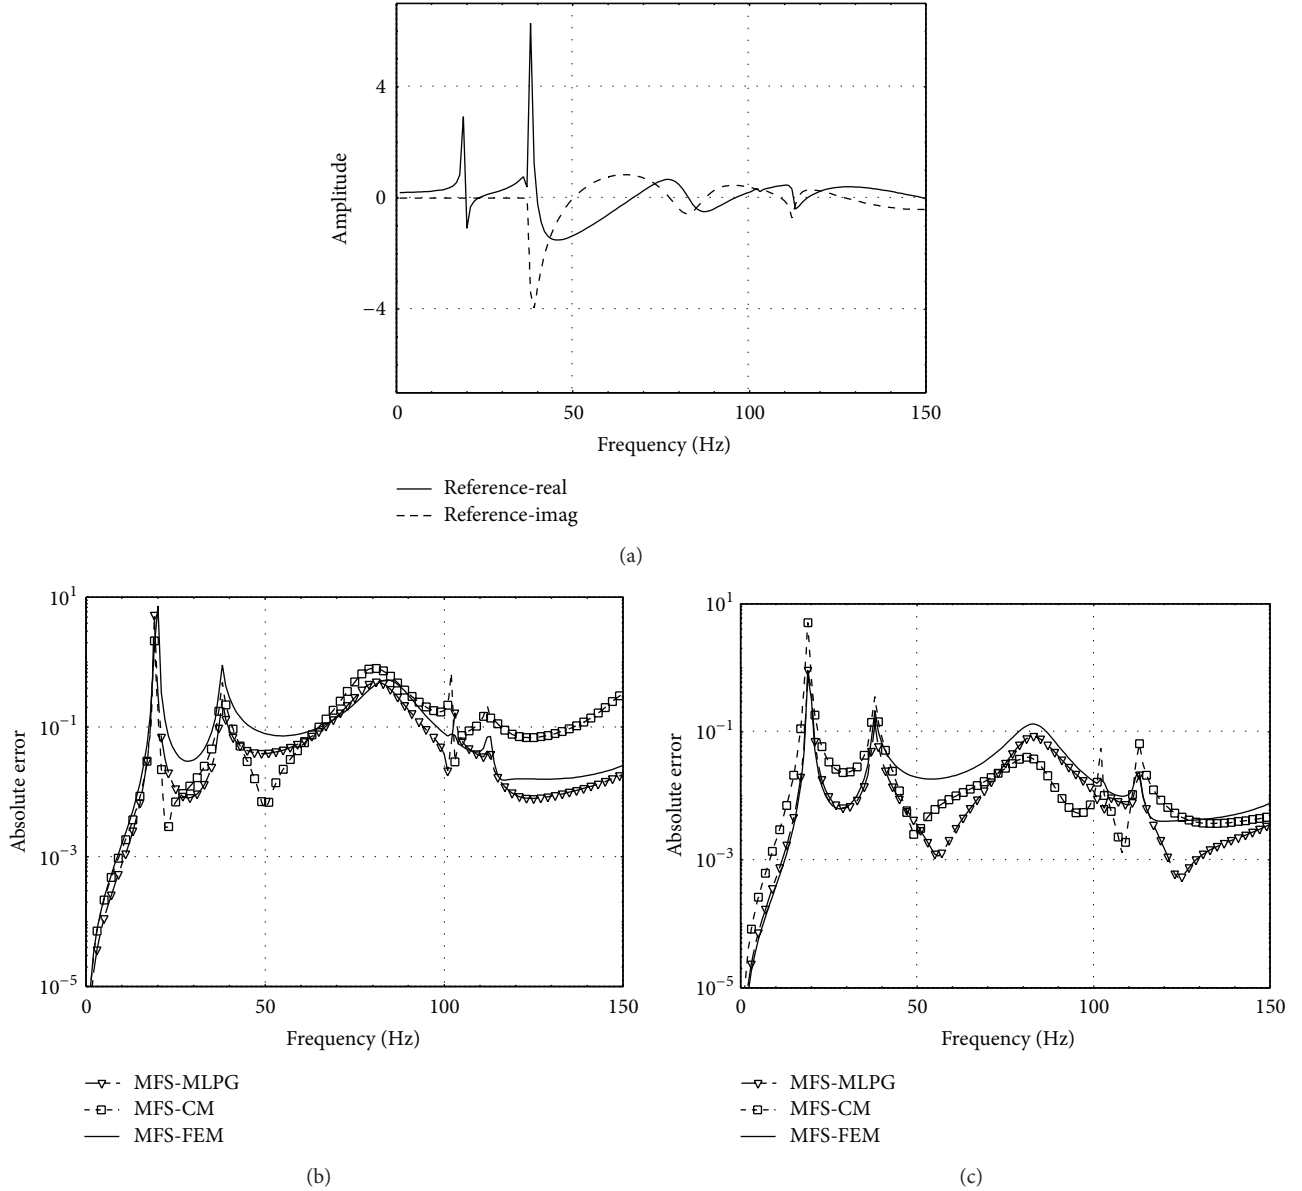 4
0
−4
Amplitude
0 50 100 150
Frequency (Hz)
Reference-real
Reference-imag
(a)
10^1
10^−1
10^−3
10^−5
Absolute error
0 50 100 150
Frequency (Hz)
MFS-MLPG
MFS-CM
MFS-FEM
(b)
10^1
10^−1
10^−3
10^−5
Absolute error
0 50 100 150
Frequency (Hz)
MFS-MLPG
MFS-CM
MFS-FEM
(c)